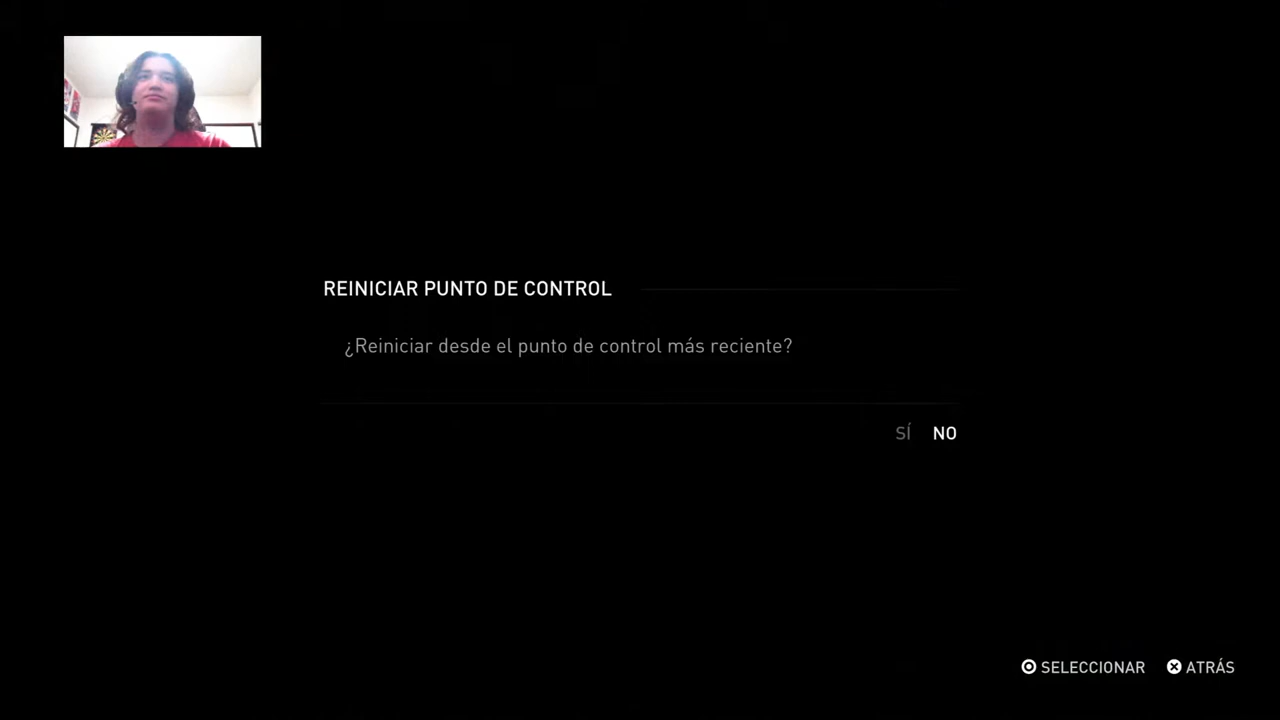 REINICIAR PUNTO DE CONTROL
¿Reiniciar desde el punto de control más reciente?
SÍ NO
SELECCIONAR ATRÁS